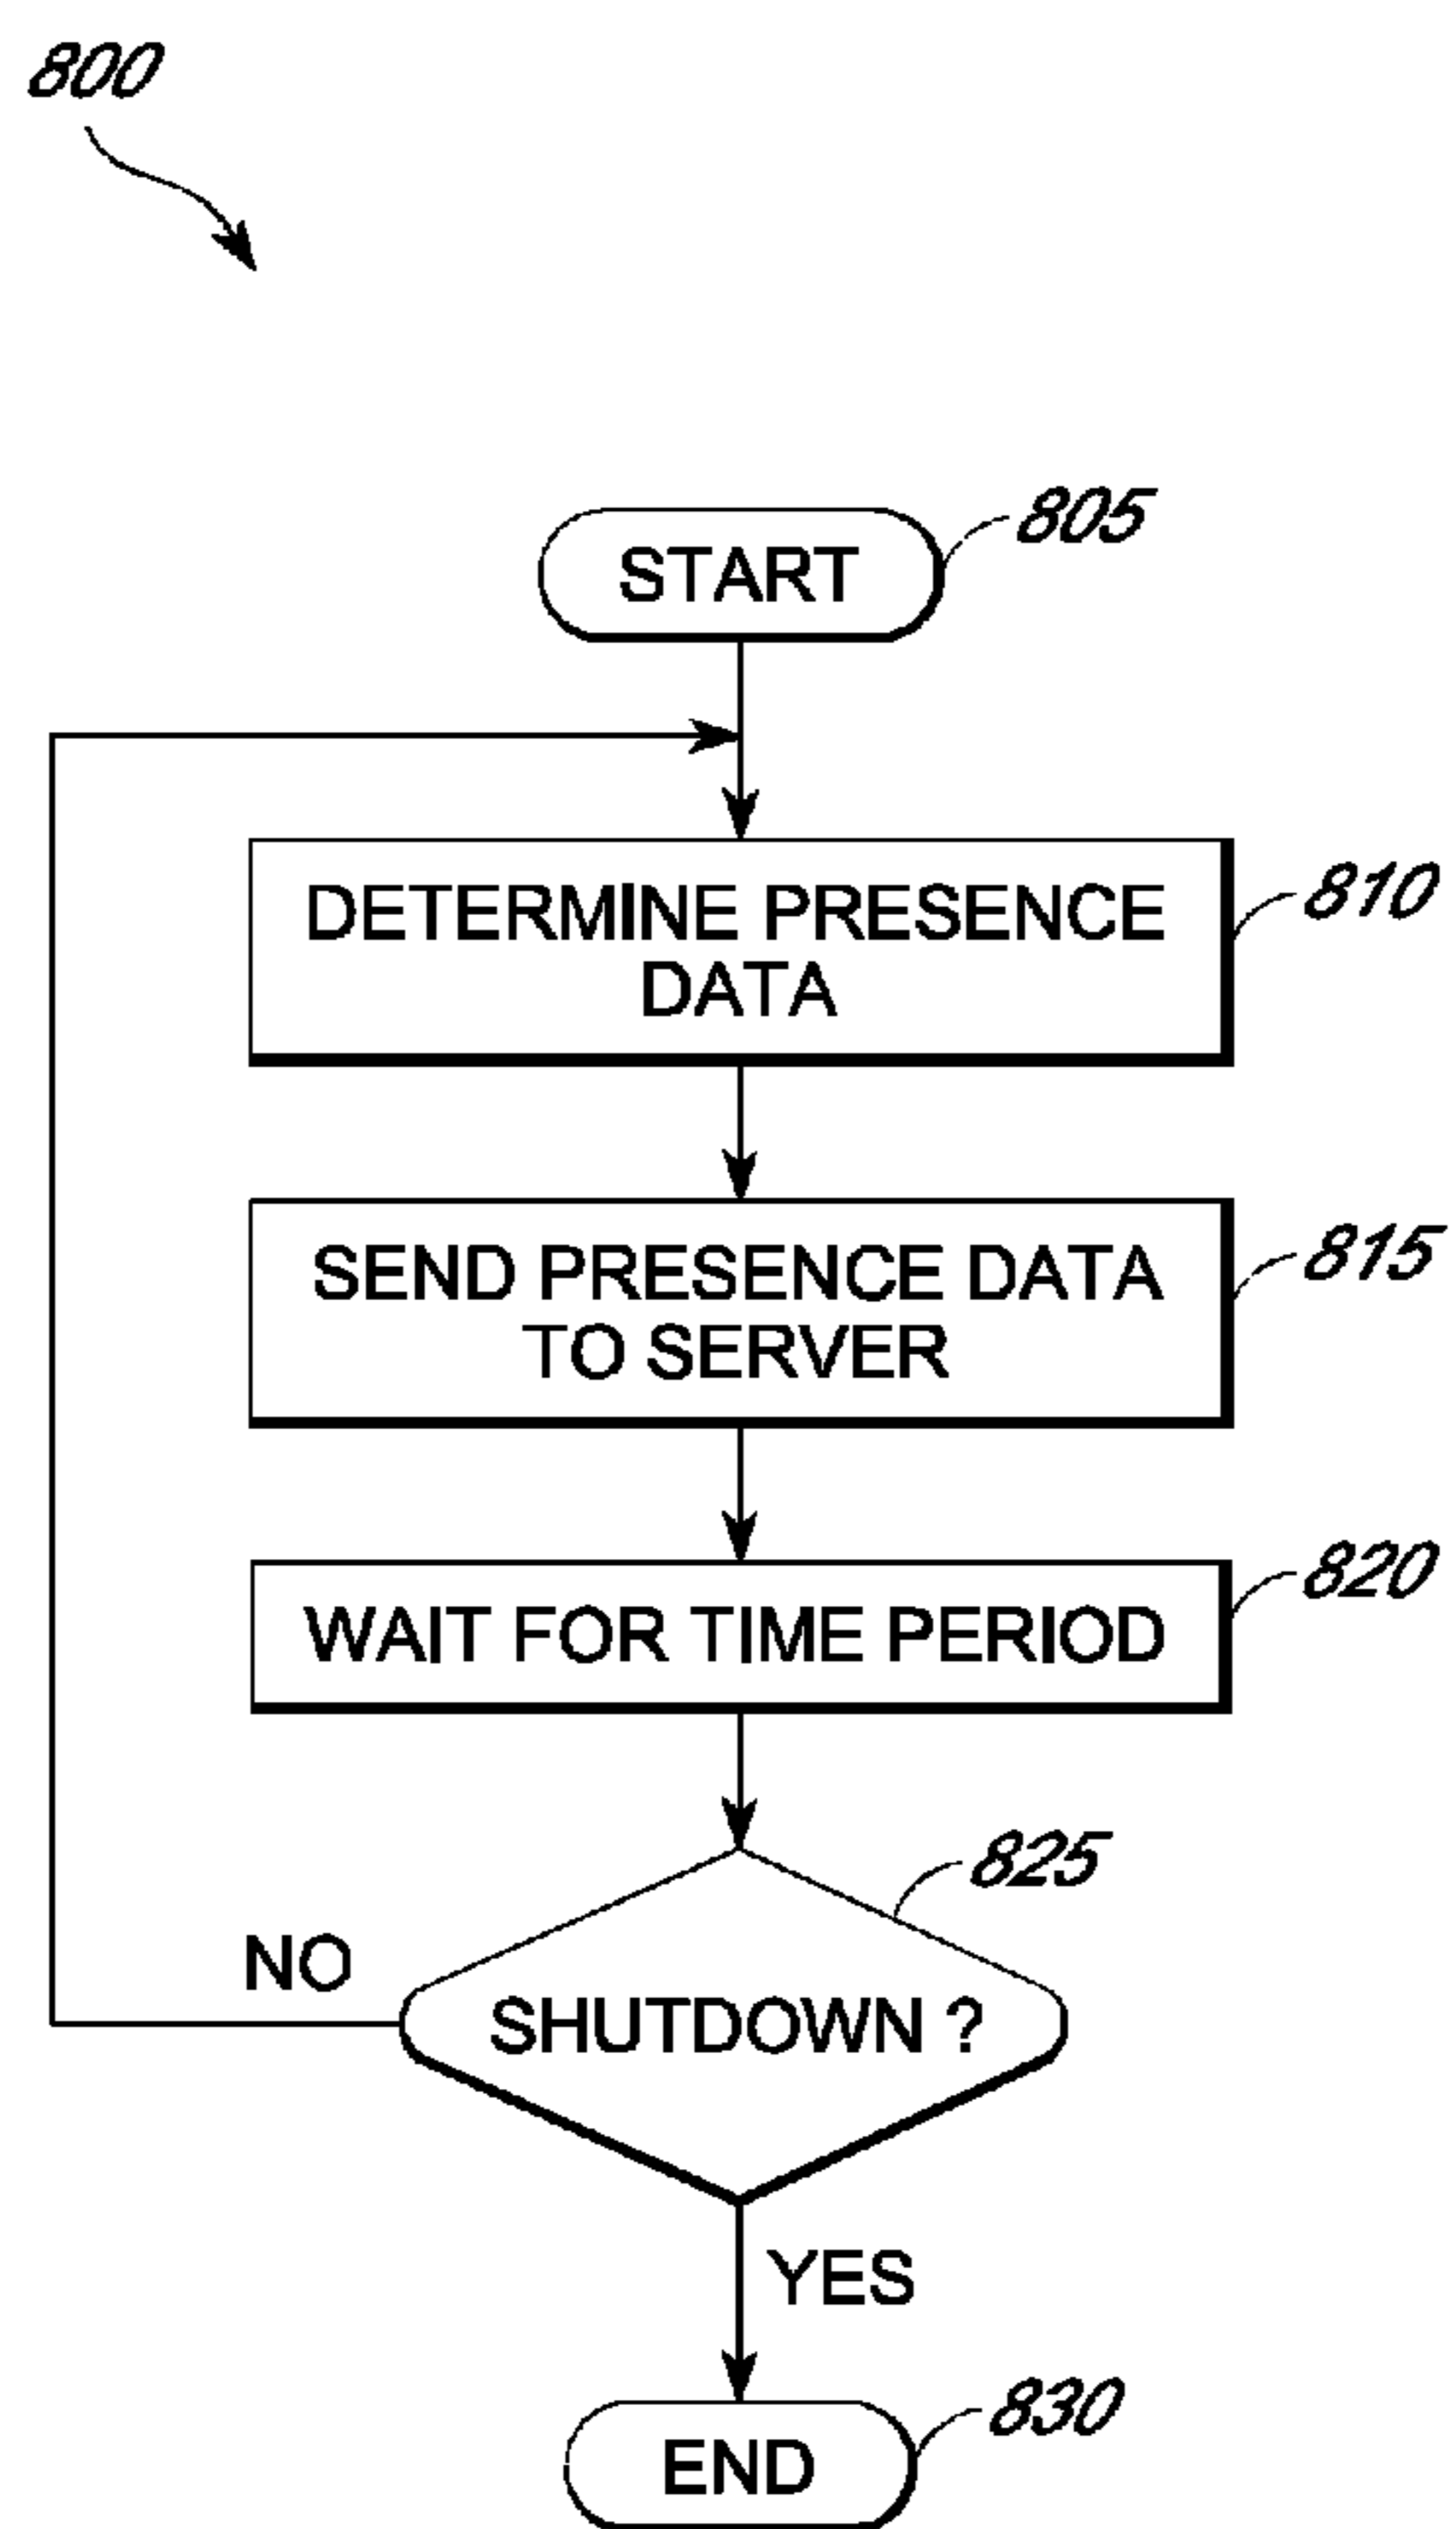 800
START
805
DETERMINE PRESENCE
DATA
810
SEND PRESENCE DATA
TO SERVER
815
WAIT FOR TIME PERIOD
820
825
SHUTDOWN ?
NO
YES
END
830